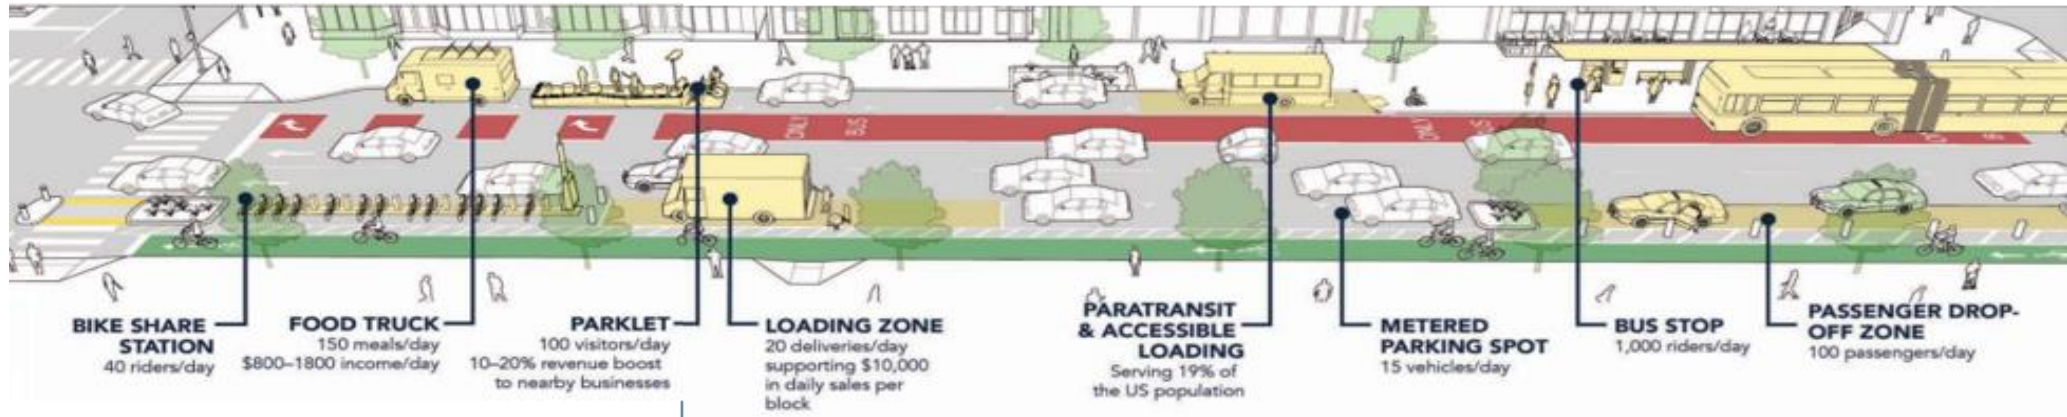 ONLY
BUS
ONLY
BUS
BIKE SHARE
STATION
40 riders/day
FOOD TRUCK
150 meals/day
$800–1800 income/day
PARKLET
100 visitors/day
10–20% revenue boost
to nearby businesses
LOADING ZONE
20 deliveries/day
supporting $10,000
in daily sales per
block
PARATRANSIT
& ACCESSIBLE
LOADING
Serving 19% of
the US population
METERED
PARKING SPOT
15 vehicles/day
BUS STOP
1,000 riders/day
PASSENGER DROP-
OFF ZONE
100 passengers/day